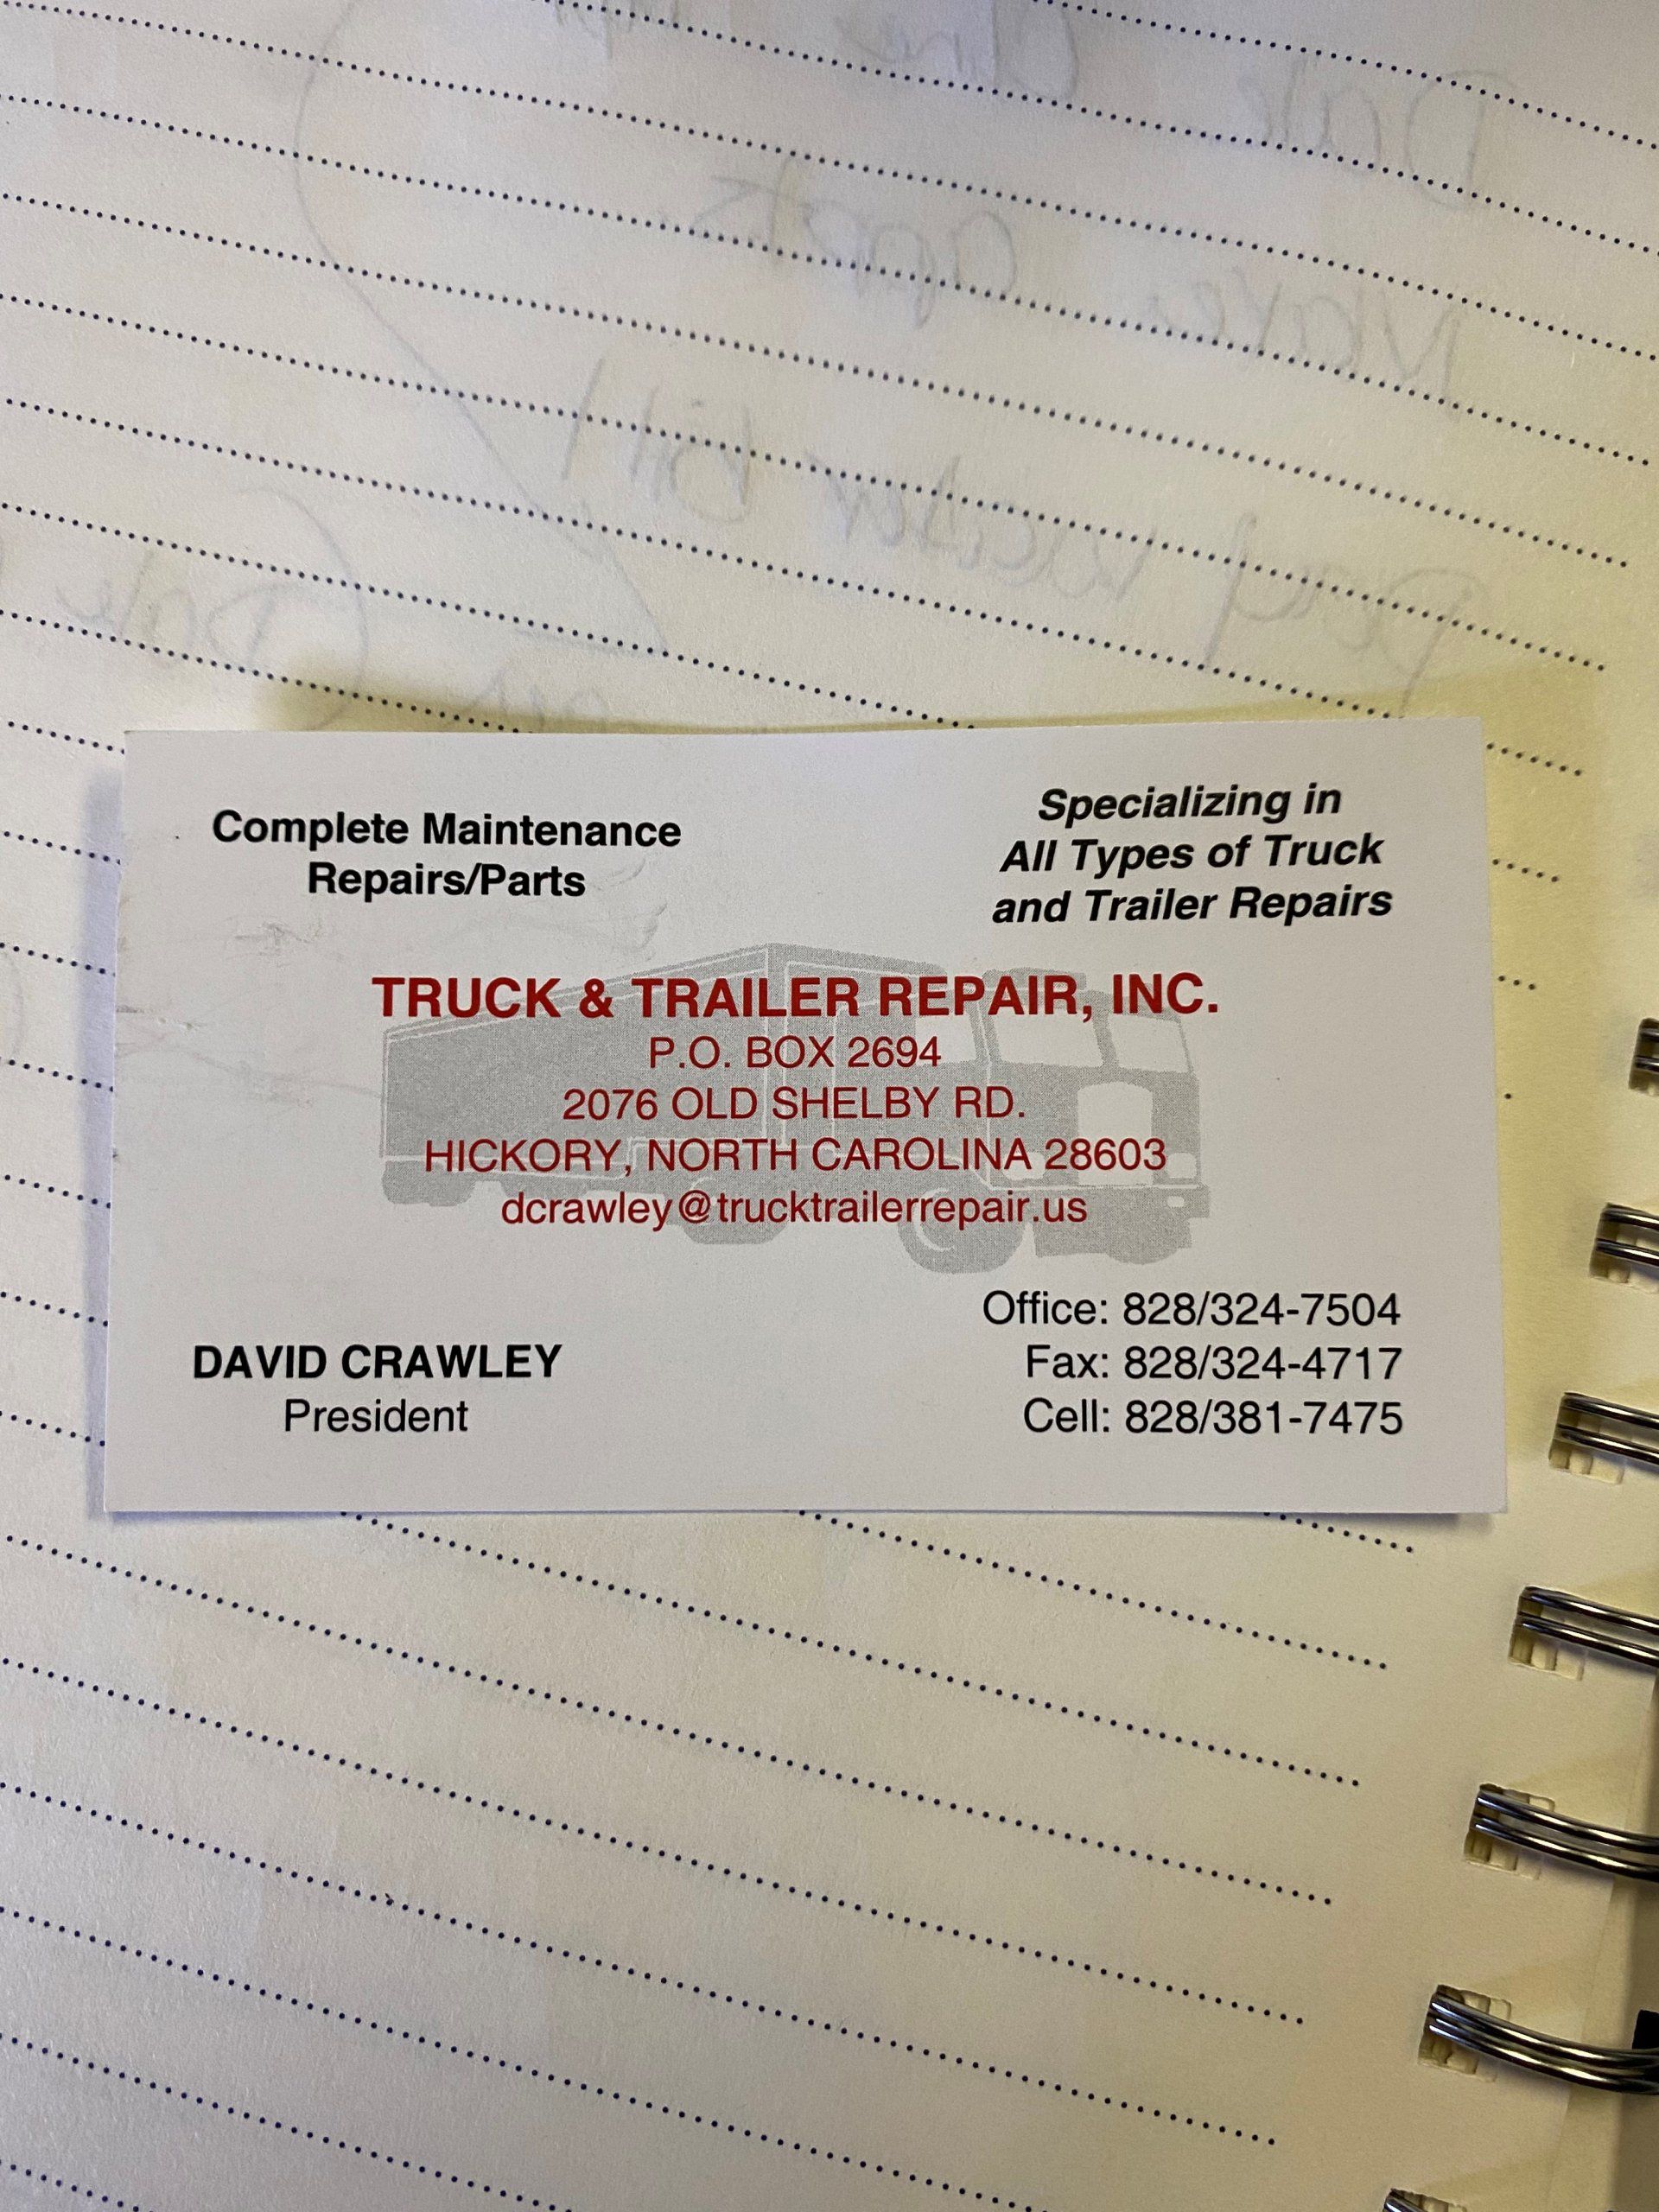 Complete Maintenance
Repairs/Parts
Specializing in
All Types of Truck
and Trailer Repairs
TRUCK & TRAILER REPAIR, INC.
P.O. BOX 2694
2076 OLD SHELBY RD.
HICKORY, NORTH CAROLINA 28603
dcrawley@trucktrailerrepair.us
DAVID CRAWLEY
President
Office: 828/324-7504
Fax: 828/324-4717
Cell: 828/381-7475